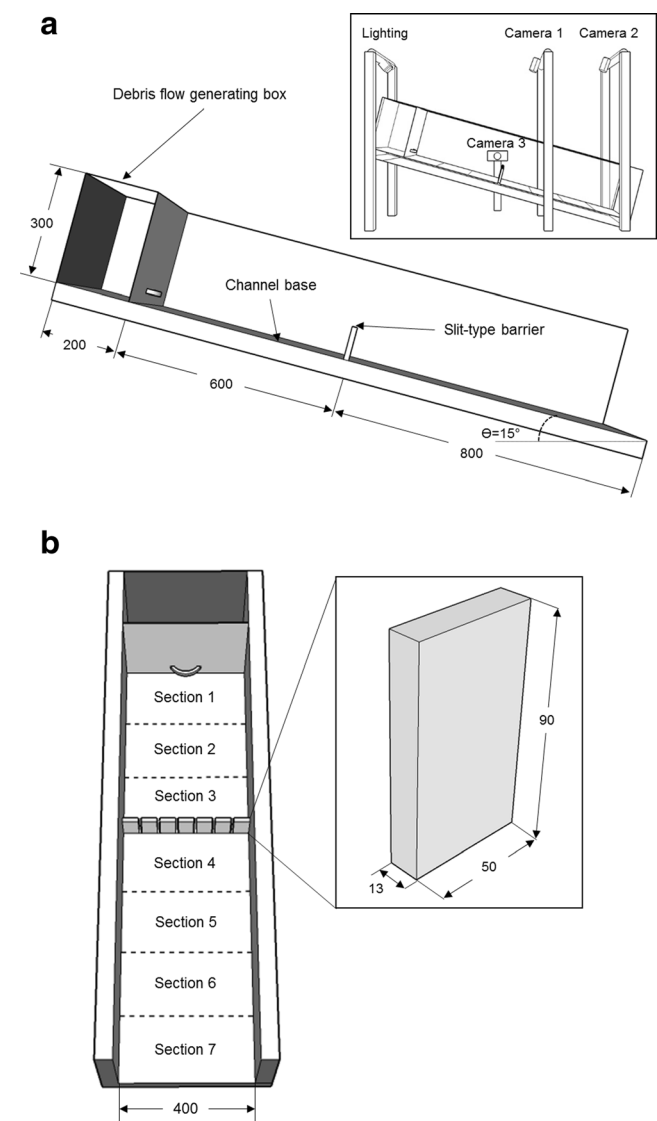 a
Lighting
Camera 1
Camera 2
Camera 3
Debris flow generating box
300
Channel base
Slit-type barrier
200
600
Θ=15°
800
b
Section 1
Section 2
Section 3
Section 4
Section 5
Section 6
Section 7
400
90
50
13